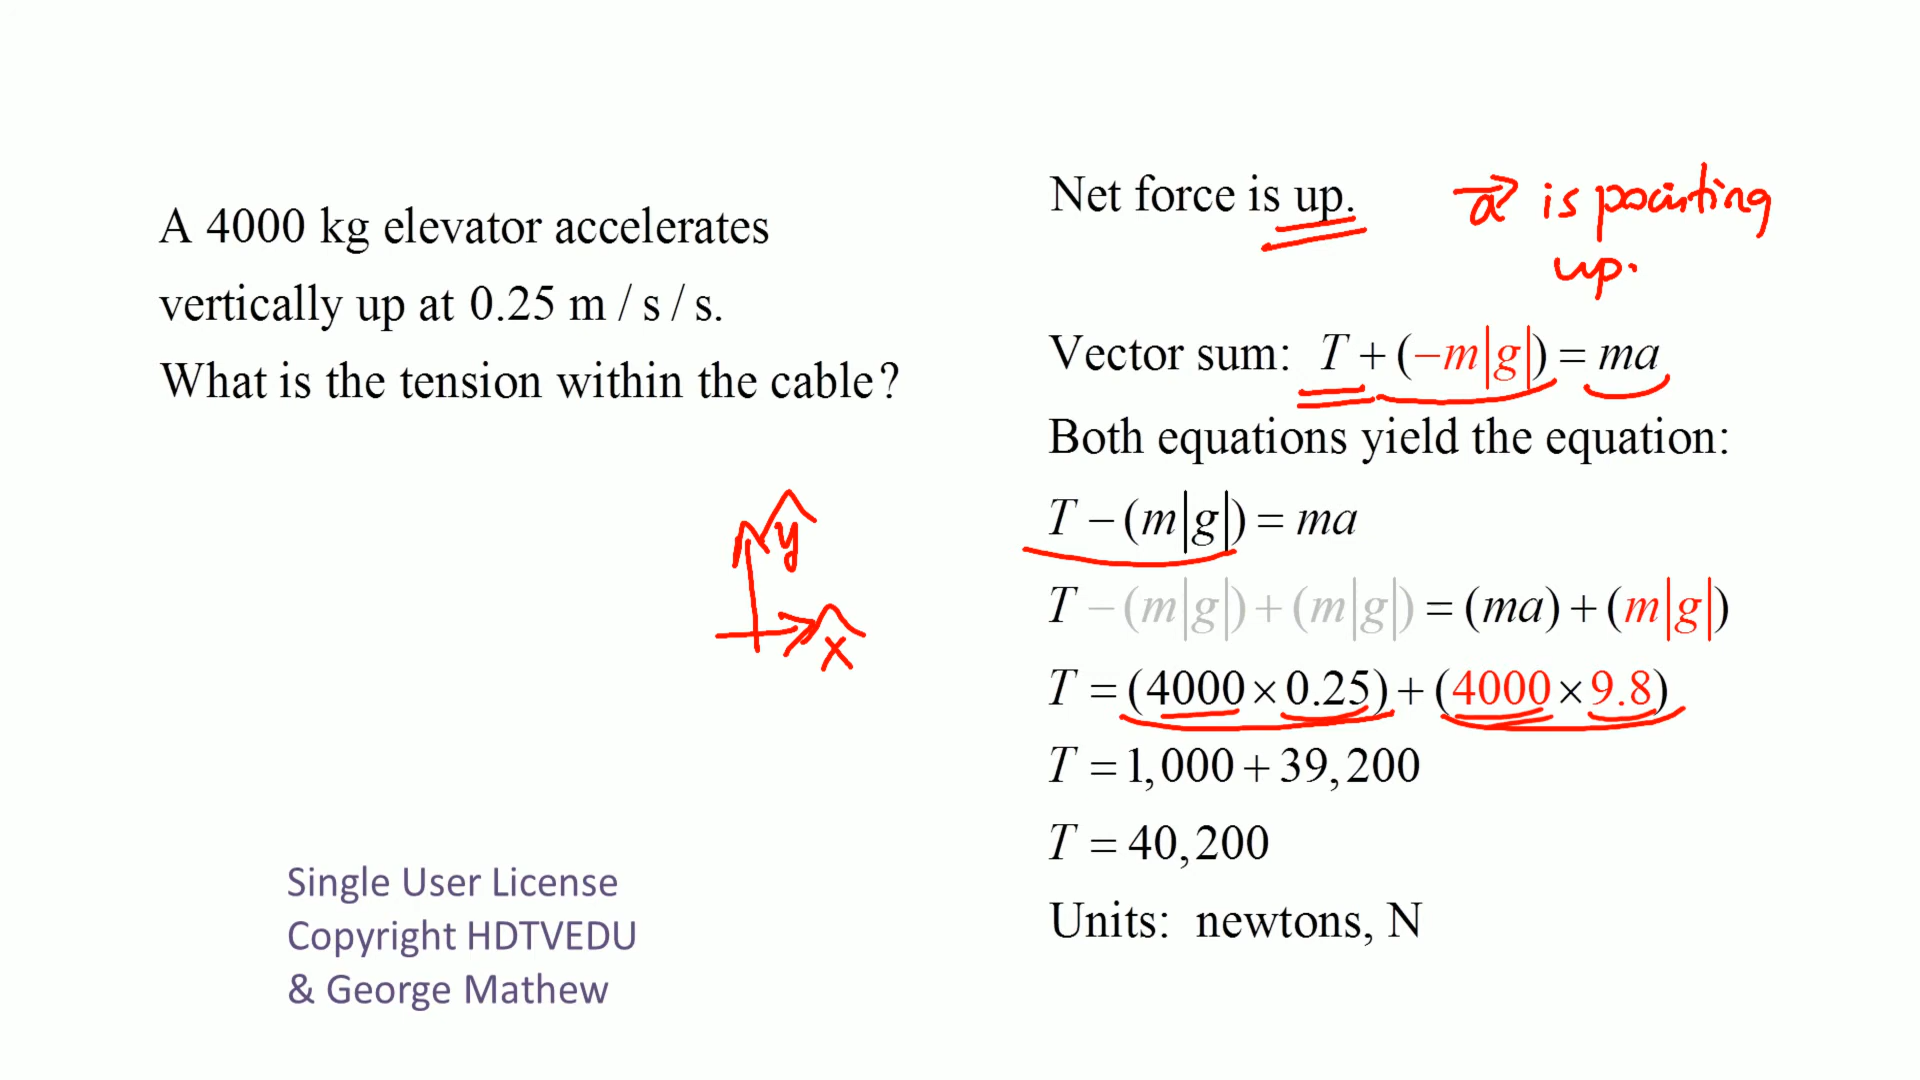 A 4000 kg elevator accelerates
vertically up at 0.25 m / s / s.
What is the tension within the cable?
ŷ
x̂
Single User License
Copyright HDTVEDU
& George Mathew
Net force is up.
a⃗ is pointing
up.
Vector sum: T + (−m|g|) = ma
Both equations yield the equation:
T − (m|g|) = ma
T − (m|g|) + (m|g|) = (ma) + (m|g|)
T = (4000 × 0.25) + (4000 × 9.8)
T = 1,000 + 39,200
T = 40,200
Units: newtons, N